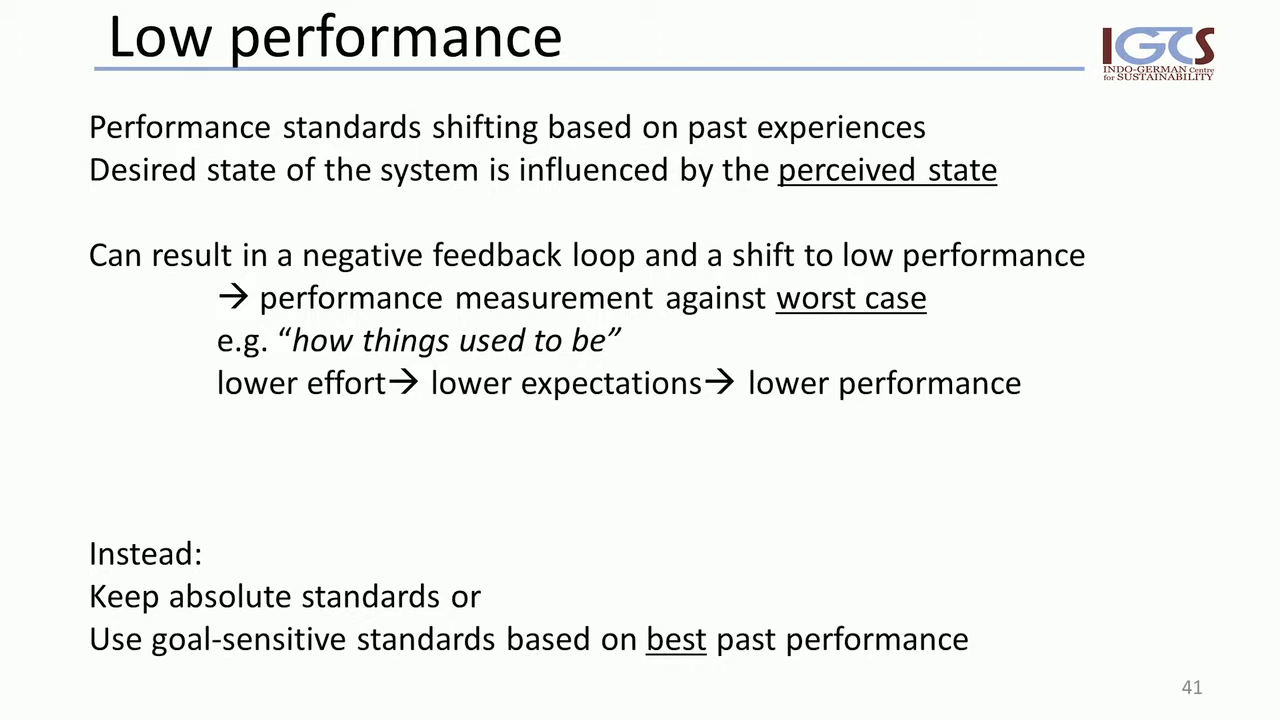 Low performance
IGCS
INDO-GERMAN Centre
for SUSTAINABILITY
Performance standards shifting based on past experiences
Desired state of the system is influenced by the perceived state
Can result in a negative feedback loop and a shift to low performance
→ performance measurement against worst case
e.g. “how things used to be”
lower effort→ lower expectations→ lower performance
Instead:
Keep absolute standards or
Use goal-sensitive standards based on best past performance
41